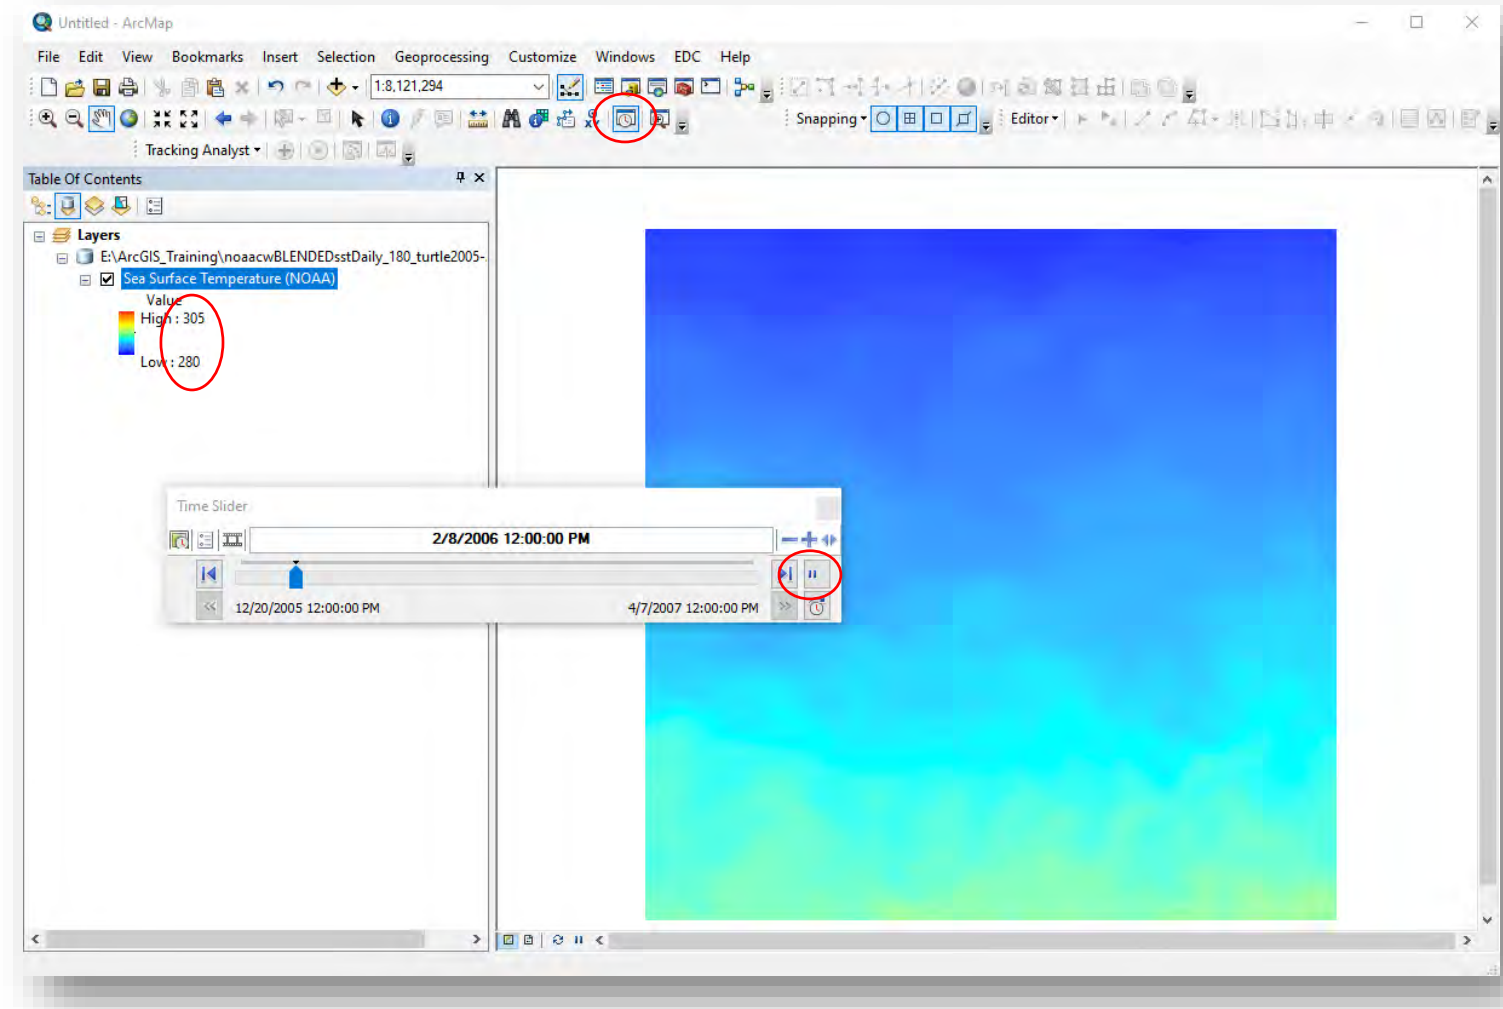 Untitled - ArcMap
File Edit View Bookmarks Insert Selection Geoprocessing Customize Windows EDC Help
1:8,121,294
Snapping Editor
Tracking Analyst
Table Of Contents
Layers
E:\ArcGIS_Training\noaacwBLENDEDsstDaily_180_turtle2005-
Sea Surface Temperature (NOAA)
Value
High : 305
Low : 280
Time Slider
2/8/2006 12:00:00 PM
12/20/2005 12:00:00 PM 4/7/2007 12:00:00 PM